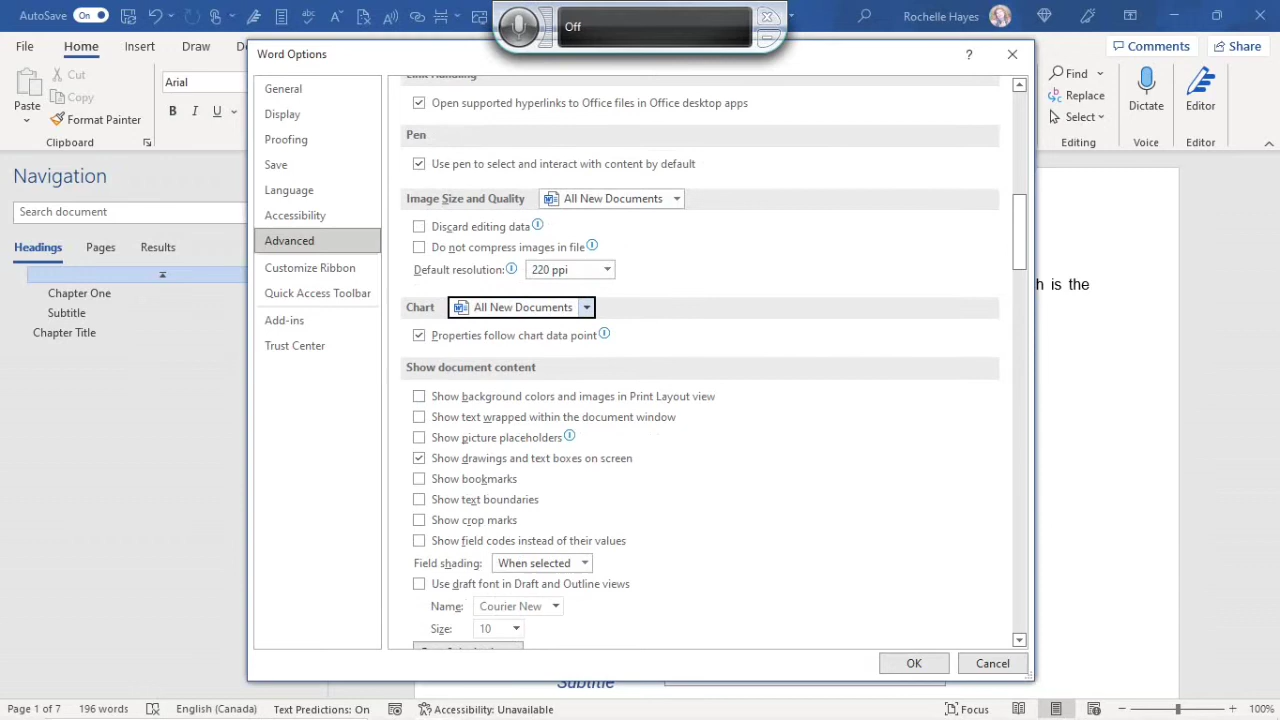 On
Off
Rochelle Hayes
File
Home
Insert
Draw
Comments
Share
Paste
Cut
Copy
Format Painter
Clipboard
Arial
B I U
Find
Replace
Select
Editing
Dictate
Voice
Editor
Editor
Navigation
Search document
Headings
Pages
Results
Chapter One
Subtitle
Chapter Title
Word Options
?
General
Display
Proofing
Save
Language
Accessibility
Advanced
Customize Ribbon
Quick Access Toolbar
Add-ins
Trust Center
Link Handling
Open supported hyperlinks to Office files in Office desktop apps
Pen
Use pen to select and interact with content by default
Image Size and Quality All New Documents
Discard editing data
Do not compress images in file
Default resolution: 220 ppi
Chart All New Documents
Properties follow chart data point
Show document content
Show background colors and images in Print Layout view
Show text wrapped within the document window
Show picture placeholders
Show drawings and text boxes on screen
Show bookmarks
Show text boundaries
Show crop marks
Show field codes instead of their values
Field shading: When selected
Use draft font in Draft and Outline views
Name: Courier New
Size: 10
OK
Cancel
h is the
Subtitle
Page 1 of 7
196 words
English (Canada)
Text Predictions: On
Accessibility: Unavailable
Focus
100%